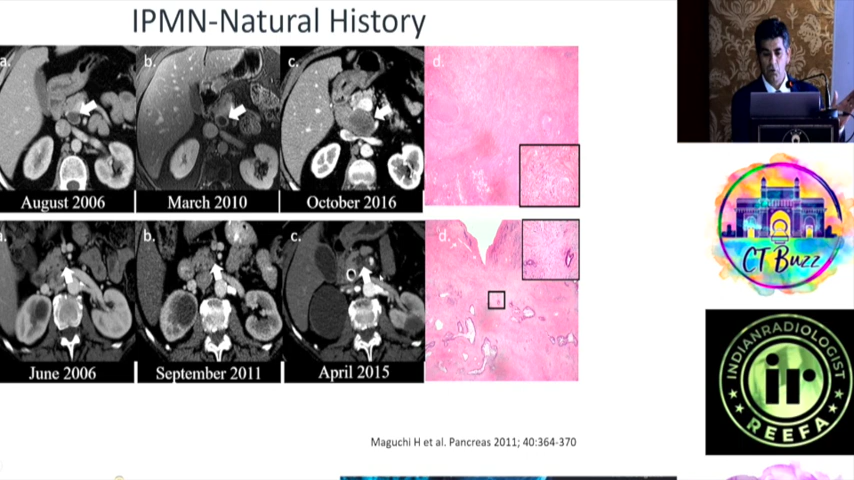 IPMN-Natural History
a.
b.
c.
d.
August 2006
March 2010
October 2016
a.
b.
c.
d.
June 2006
September 2011
April 2015
Maguchi H et al. Pancreas 2011; 40:364-370
CT Buzz
INDIANRADIOLOGIST
ir
REEFA